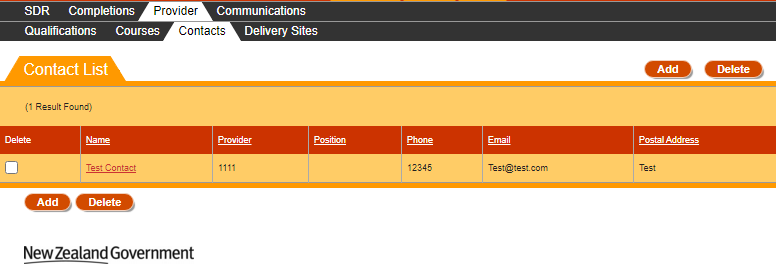 SDR Completions Provider Communications
Qualifications Courses Contacts Delivery Sites
Contact List Add Delete
(1 Result Found)
Delete Name Provider Position Phone Email Postal Address
Test Contact 1111 12345 Test@test.com Test
Add Delete
New Zealand Government